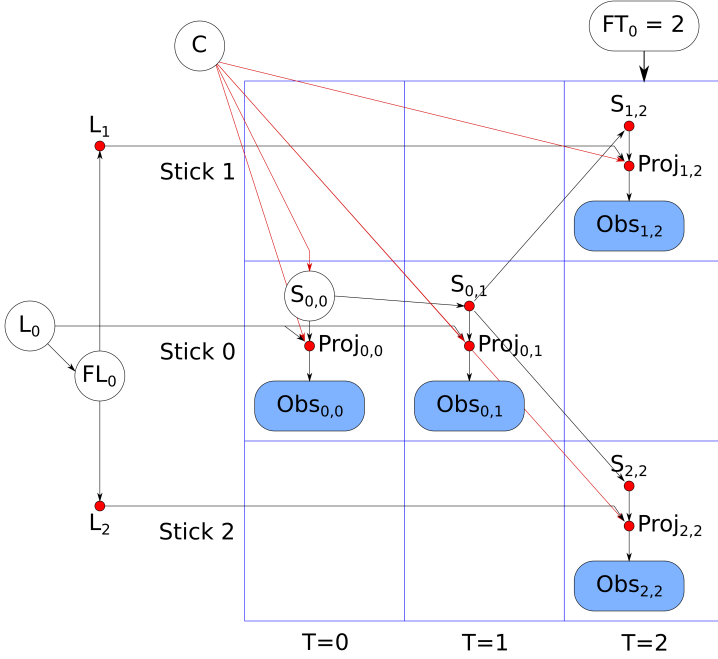 FT₀ = 2
C
S₁,₂
L₁
Stick 1
Proj₁,₂
Obs₁,₂
S₀,₀
S₀,₁
L₀
Stick 0
Proj₀,₀
Proj₀,₁
FL₀
Obs₀,₀
Obs₀,₁
S₂,₂
L₂
Stick 2
Proj₂,₂
Obs₂,₂
T=0
T=1
T=2